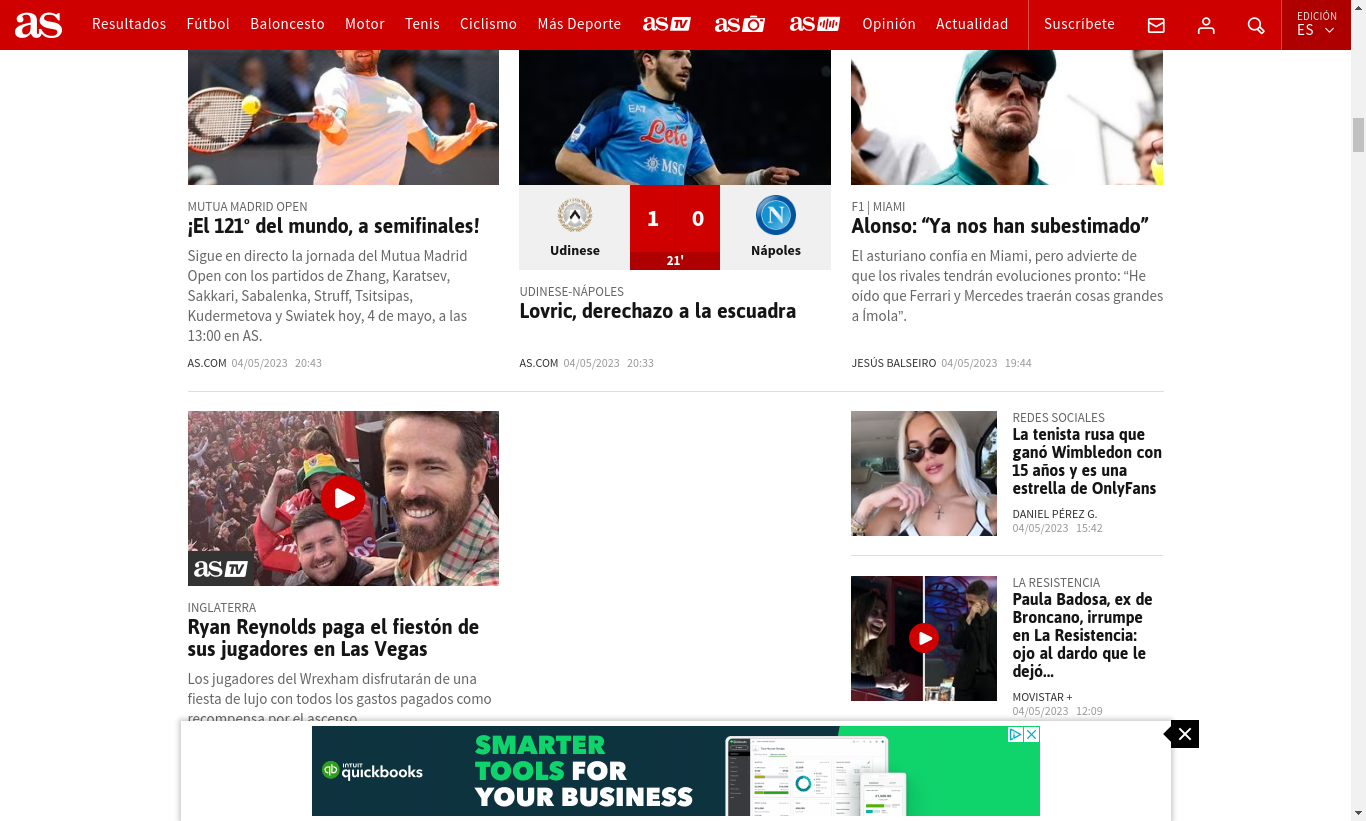 as
Resultados
Fútbol
Baloncesto
Motor
Tenis
Ciclismo
Más Deporte
as TV
as
as
Opinión
Actualidad
Suscríbete
EDICIÓN
ES
MUTUA MADRID OPEN
¡El 121º del mundo, a semifinales!
Sigue en directo la jornada del Mutua Madrid
Open con los partidos de Zhang, Karatsev,
Sakkari, Sabalenka, Struff, Tsitsipas,
Kudermetova y Swiatek hoy, 4 de mayo, a las
13:00 en AS.
AS.COM 04/05/2023 20:43
EA7
Lete
MSC
Udinese
1 0
21'
N
Nápoles
UDINESE-NÁPOLES
Lovric, derechazo a la escuadra
AS.COM 04/05/2023 20:33
F1 | MIAMI
Alonso: “Ya nos han subestimado”
El asturiano confía en Miami, pero advierte de
que los rivales tendrán evoluciones pronto: “He
oído que Ferrari y Mercedes traerán cosas grandes
a Ímola”.
JESÚS BALSEIRO 04/05/2023 19:44
as TV
INGLATERRA
Ryan Reynolds paga el fiestón de
sus jugadores en Las Vegas
Los jugadores del Wrexham disfrutarán de una
fiesta de lujo con todos los gastos pagados como
recompensa por el ascenso
REDES SOCIALES
La tenista rusa que
ganó Wimbledon con
15 años y es una
estrella de OnlyFans
DANIEL PÉREZ G.
04/05/2023 15:42
LA RESISTENCIA
Paula Badosa, ex de
Broncano, irrumpe
en La Resistencia:
ojo al dardo que le
dejó...
MOVISTAR +
04/05/2023 12:09
INTUIT
quickbooks
SMARTER
TOOLS FOR
YOUR BUSINESS